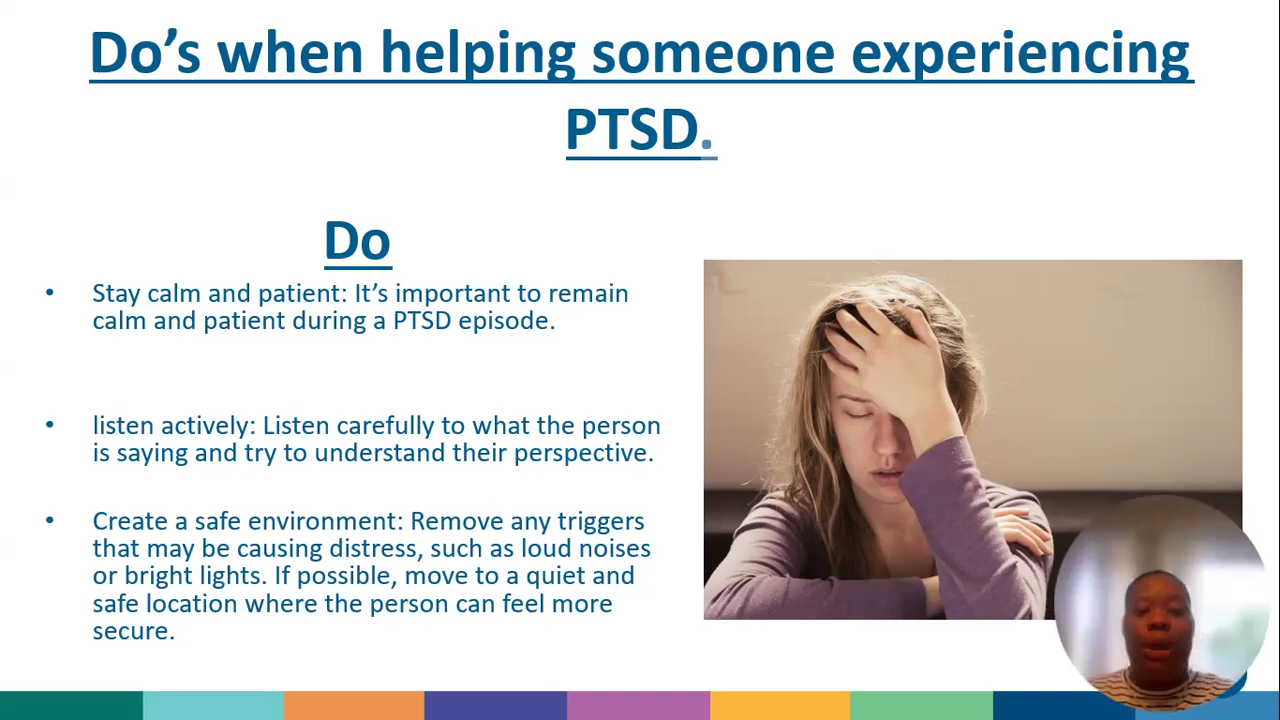 Do’s when helping someone experiencing
PTSD.
Do
• Stay calm and patient: It’s important to remain
calm and patient during a PTSD episode.
• listen actively: Listen carefully to what the person
is saying and try to understand their perspective.
• Create a safe environment: Remove any triggers
that may be causing distress, such as loud noises
or bright lights. If possible, move to a quiet and
safe location where the person can feel more
secure.